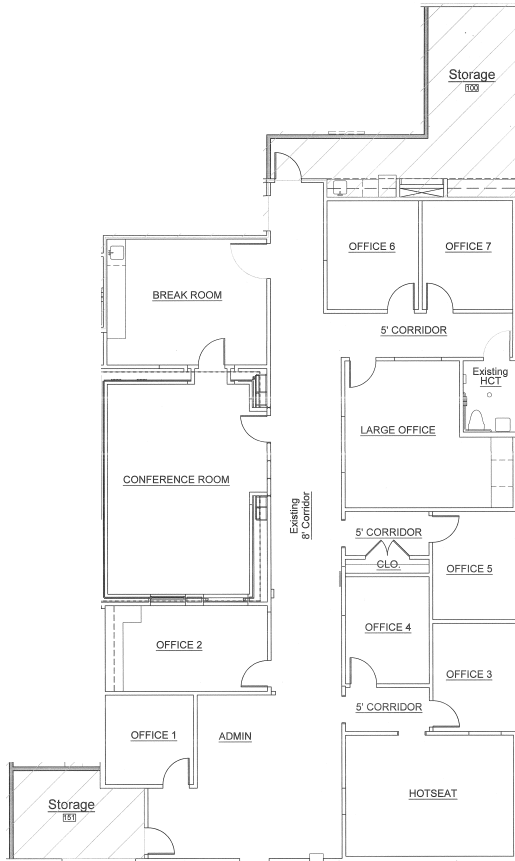 Storage
100
OFFICE 6
OFFICE 7
BREAK ROOM
5' CORRIDOR
Existing
HCT
LARGE OFFICE
CONFERENCE ROOM
Existing
8' Corridor
5' CORRIDOR
CLO.
OFFICE 5
OFFICE 4
OFFICE 2
OFFICE 3
5' CORRIDOR
OFFICE 1
ADMIN
HOTSEAT
Storage
151